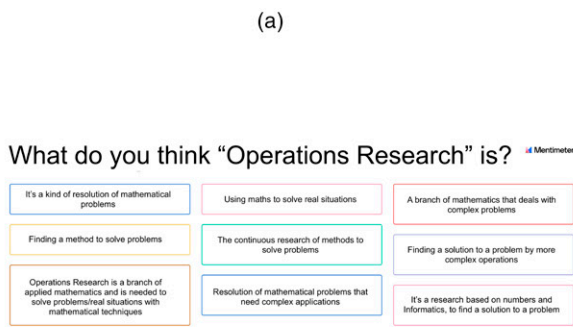 (a)
What do you think “Operations Research” is?
Mentimeter
It's a kind of resolution of mathematical
problems
Using maths to solve real situations
A branch of mathematics that deals with
complex problems
Finding a method to solve problems
The continuous research of methods to
solve problems
Finding a solution to a problem by more
complex operations
Operations Research is a branch of
applied mathematics and is needed to
solve problems/real situations with
mathematical techniques
Resolution of mathematical problems that
need complex applications
It's a research based on numbers and
Informatics, to find a solution to a problem